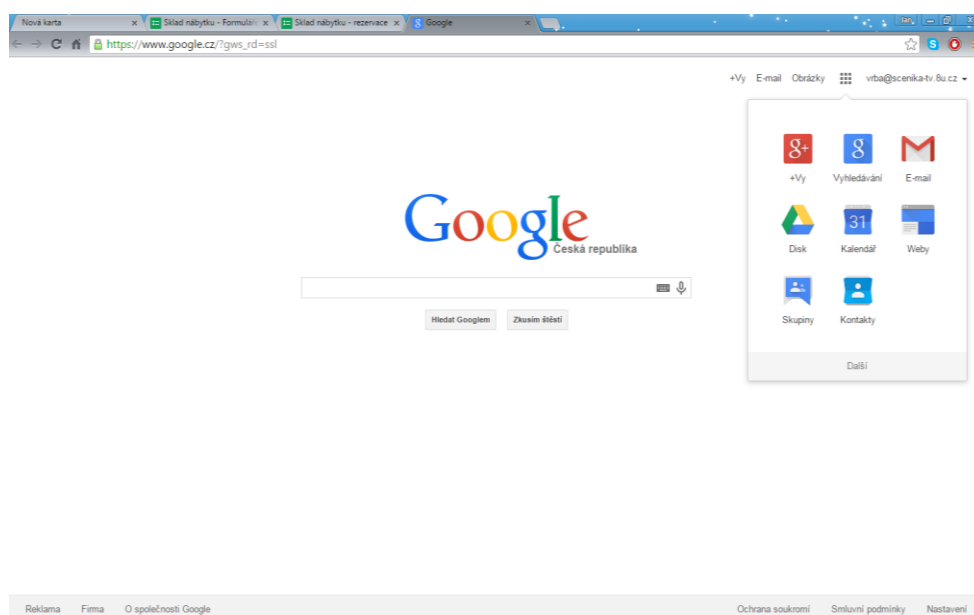 Nová karta
Sklad nábytku - Formulář
Sklad nábytku - rezervace
Google
https://www.google.cz/?gws_rd=ssl
+Vy E-mail Obrázky vrba@scenika-tv.8u.cz
g+ g
+Vy Vyhledávání E-mail
31
Disk Kalendář Weby
Skupiny Kontakty
Další
Google
Česká republika
Hledat Googlem Zkusím štěstí
Reklama Firma O společnosti Google Ochrana soukromí Smluvní podmínky Nastavení